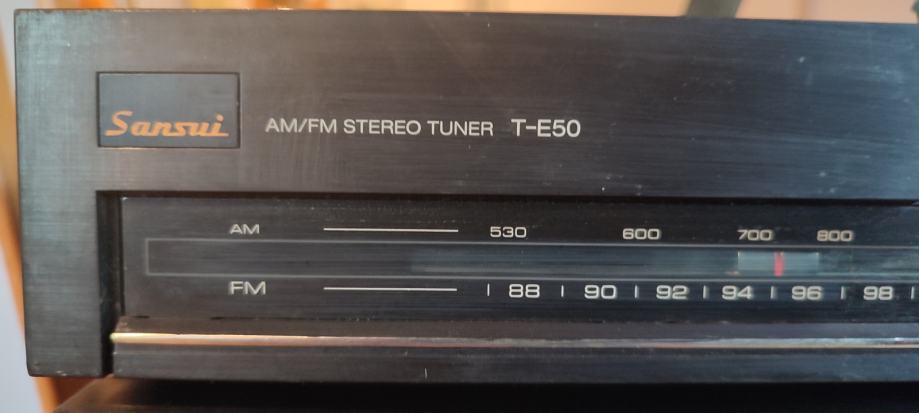 Sansui
AM/FM STEREO TUNER T-E50
AM 530 600 700 800
FM 88 90 92 94 96 98